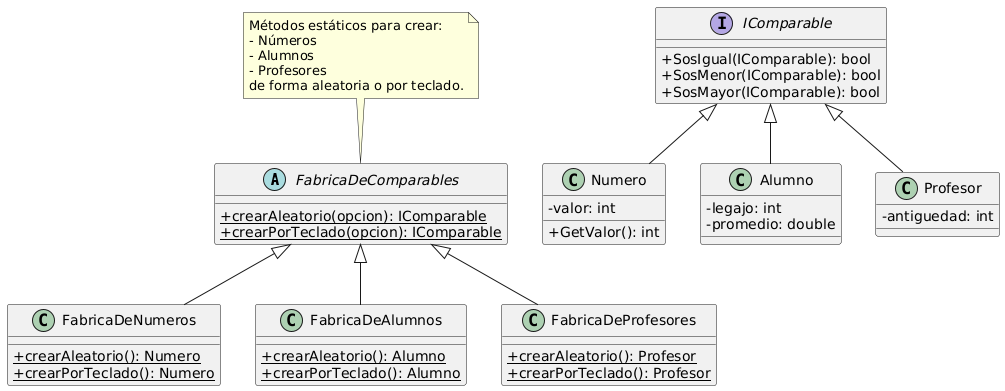 Métodos estáticos para crear:
- Números
- Alumnos
- Profesores
de forma aleatoria o por teclado.
I IComparable
+SosIgual(IComparable): bool
+SosMenor(IComparable): bool
+SosMayor(IComparable): bool
A FabricaDeComparables
+crearAleatorio(opcion): IComparable
+crearPorTeclado(opcion): IComparable
C Numero
-valor: int
+GetValor(): int
C Alumno
-legajo: int
-promedio: double
C Profesor
-antiguedad: int
C FabricaDeNumeros
+crearAleatorio(): Numero
+crearPorTeclado(): Numero
C FabricaDeAlumnos
+crearAleatorio(): Alumno
+crearPorTeclado(): Alumno
C FabricaDeProfesores
+crearAleatorio(): Profesor
+crearPorTeclado(): Profesor